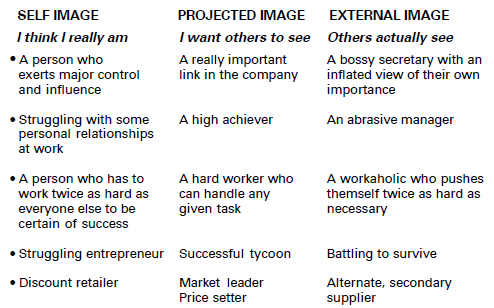 SELF IMAGE PROJECTED IMAGE EXTERNAL IMAGE
I think I really am I want others to see Others actually see
• A person who A really important A bossy secretary with an
exerts major control link in the company inflated view of their own
and influence importance
• Struggling with some A high achiever An abrasive manager
personal relationships
at work
• A person who has to A hard worker who A workaholic who pushes
work twice as hard as can handle any themself twice as hard as
everyone else to be given task necessary
certain of success
• Struggling entrepreneur Successful tycoon Battling to survive
• Discount retailer Market leader Alternate, secondary
Price setter supplier